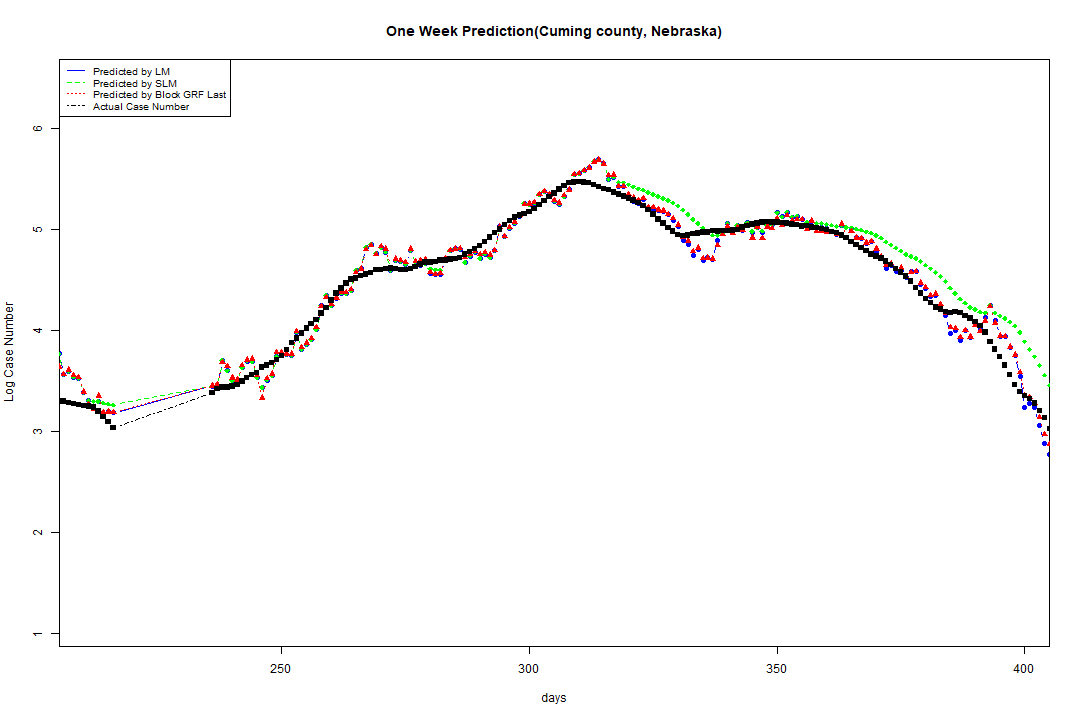 One Week Prediction(Cuming county, Nebraska)
Predicted by LM
Predicted by SLM
Predicted by Block GRF Last
Actual Case Number
Log Case Number
6
5
4
3
2
1
250 300 350 400
days